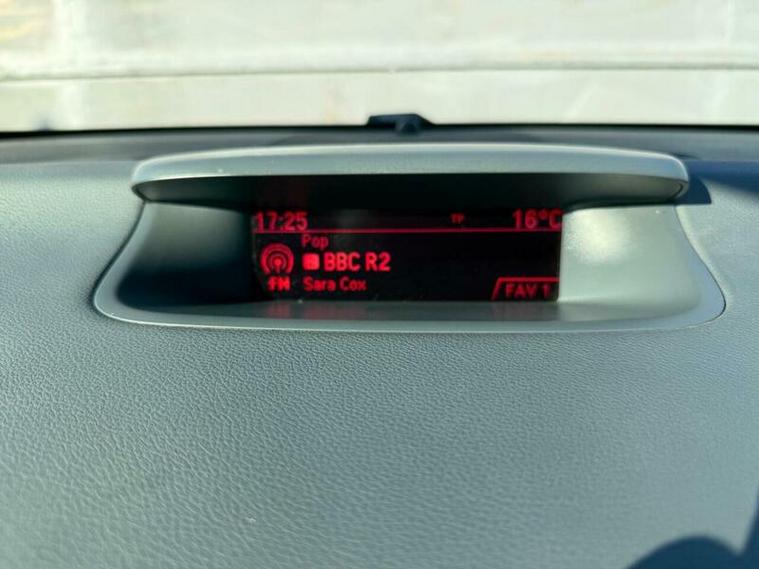 17:25 TP 16°C
Pop
BBC R2
FM Sara Cox
FAV 1